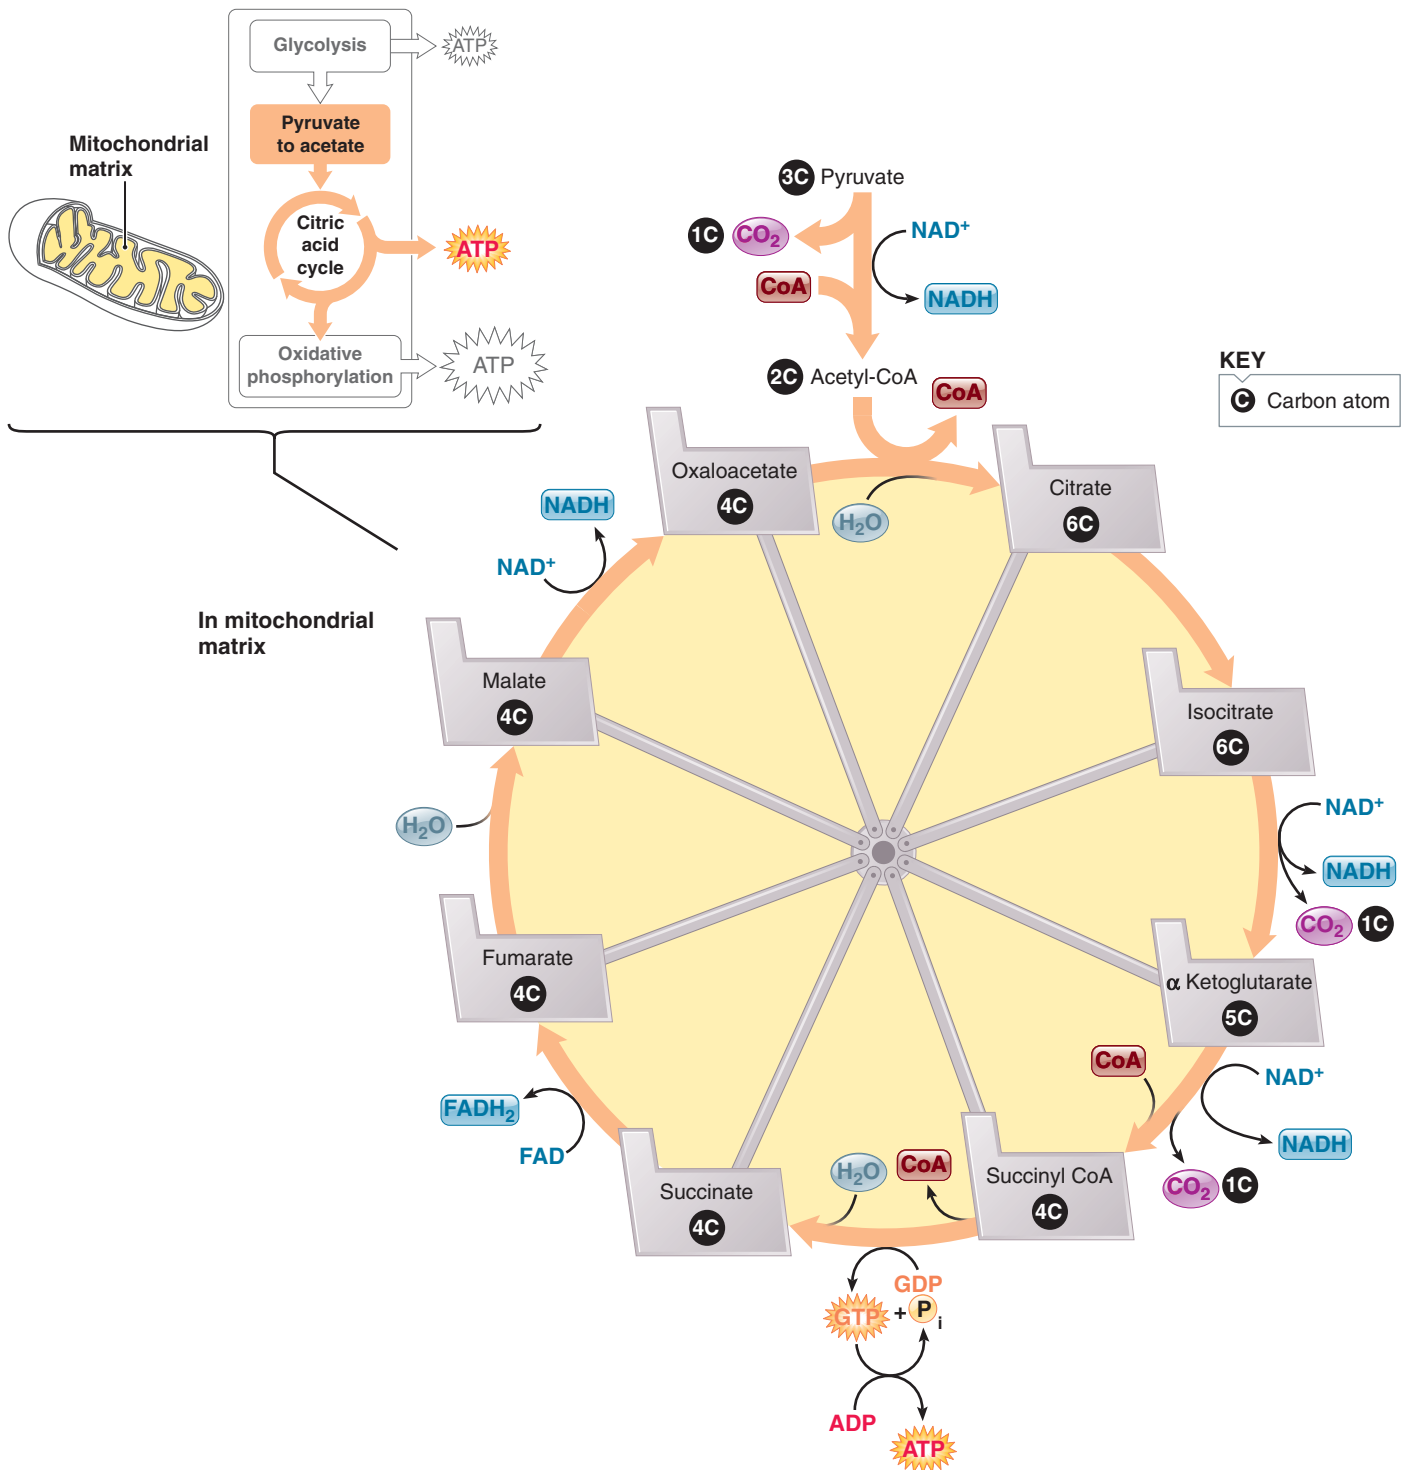 Glycolysis
ATP
Pyruvate
to acetate
Mitochondrial
matrix
Citric
acid
cycle
ATP
Oxidative
phosphorylation
ATP
3C Pyruvate
1C CO₂
NAD⁺
CoA
NADH
2C Acetyl-CoA
CoA
KEY
C Carbon atom
Oxaloacetate
4C
H₂O
Citrate
6C
NADH
NAD⁺
In mitochondrial
matrix
Malate
4C
Isocitrate
6C
H₂O
NAD⁺
NADH
CO₂ 1C
Fumarate
4C
α Ketoglutarate
5C
CoA
NAD⁺
NADH
CO₂ 1C
FADH₂
FAD
Succinate
4C
H₂O
CoA
Succinyl CoA
4C
GDP
GTP + Pi
ADP
ATP